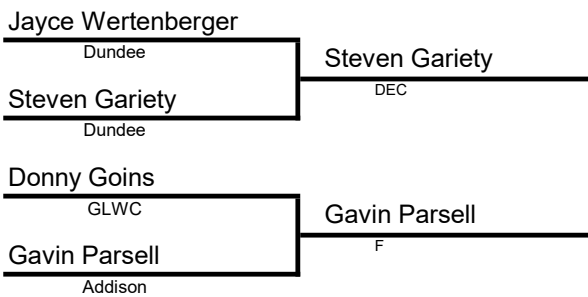 Jayce Wertenberger
Dundee
Steven Gariety
Dundee
Steven Gariety
DEC
Donny Goins
GLWC
Gavin Parsell
Addison
Gavin Parsell
F